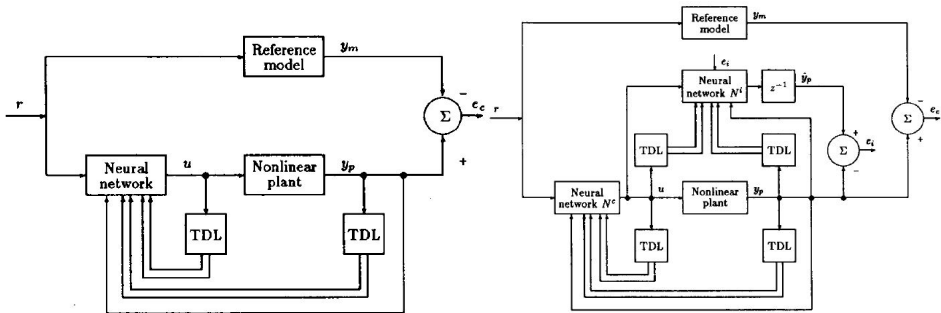 Reference
model
y_m
r
−
e_c
Σ
+
Neural
network
u
Nonlinear
plant
y_p
TDL
TDL
Reference
model
y_m
e_i
Neural
network N^i
z^{-1}
ŷ_p
r
−
e_c
Σ
+
TDL
TDL
+
Σ
e_i
−
Neural
network N^c
u
Nonlinear
plant
y_p
TDL
TDL